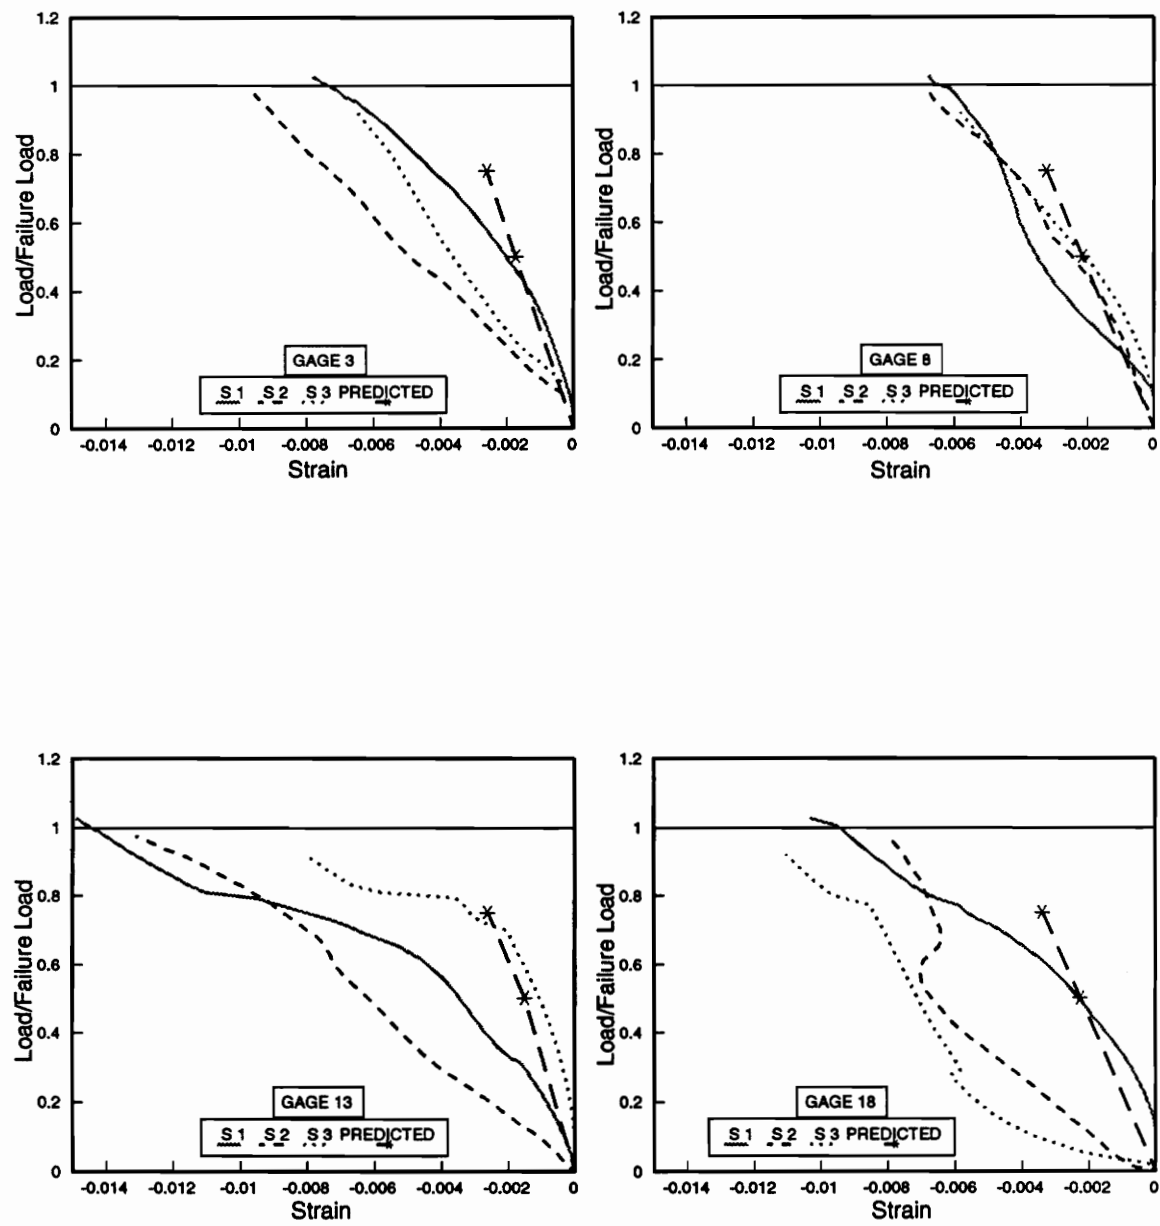 1.2
1
0.8
0.6
0.4
0.2
0
Load/Failure Load
GAGE 3
S 1 S 2 S 3 PREDICTED
-0.014 -0.012 -0.01 -0.008 -0.006 -0.004 -0.002 0
Strain
1.2
1
0.8
0.6
0.4
0.2
0
Load/Failure Load
GAGE 8
S 1 S 2 S 3 PREDICTED
-0.014 -0.012 -0.01 -0.008 -0.006 -0.004 -0.002 0
Strain
1.2
1
0.8
0.6
0.4
0.2
0
Load/Failure Load
GAGE 13
S 1 S 2 S 3 PREDICTED
-0.014 -0.012 -0.01 -0.008 -0.006 -0.004 -0.002 0
Strain
1.2
1
0.8
0.6
0.4
0.2
0
Load/Failure Load
GAGE 18
S 1 S 2 S 3 PREDICTED
-0.014 -0.012 -0.01 -0.008 -0.006 -0.004 -0.002 0
Strain